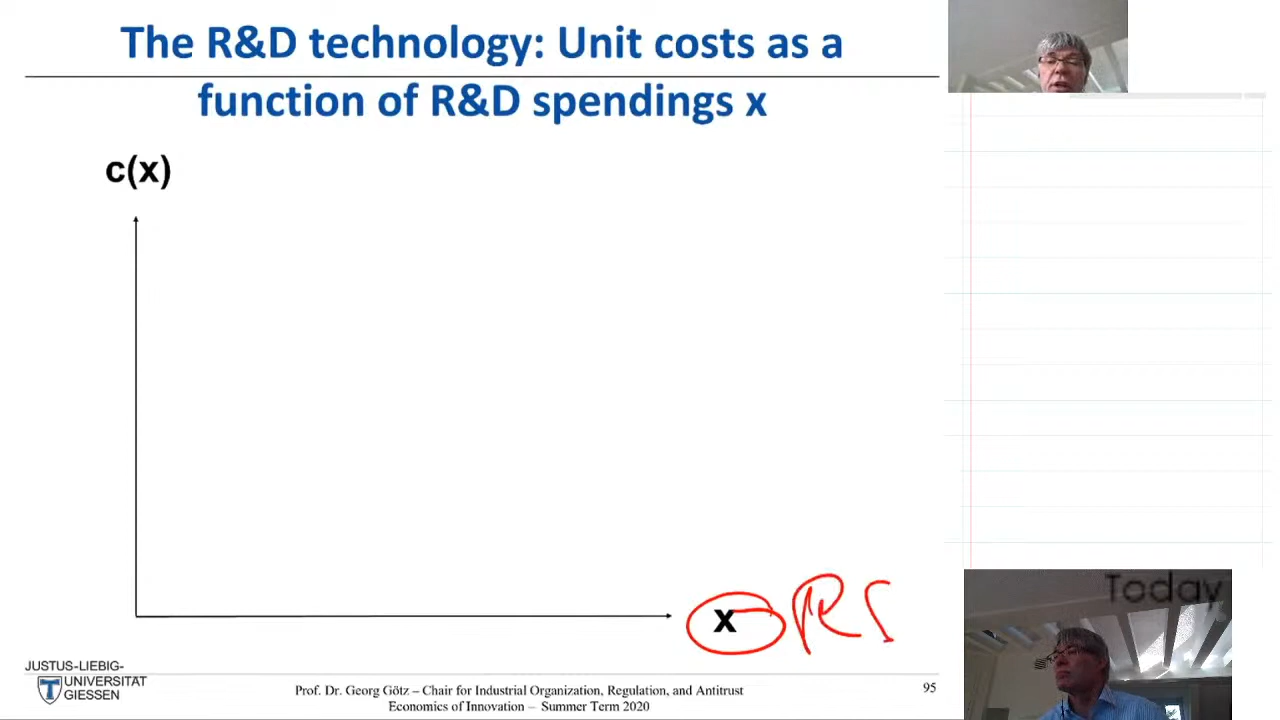 The R&D technology: Unit costs as a
function of R&D spendings x
c(x)
x
JUSTUS-LIEBIG-
UNIVERSITAT
GIESSEN
Prof. Dr. Georg Götz – Chair for Industrial Organization, Regulation, and Antitrust
Economics of Innovation – Summer Term 2020
95
Today